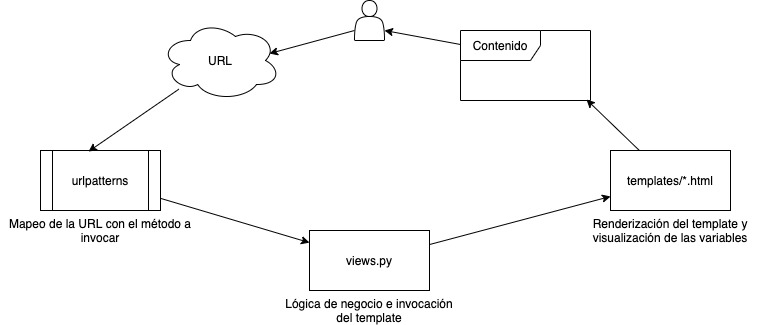 URL
Contenido
urlpatterns
Mapeo de la URL con el método a
invocar
views.py
Lógica de negocio e invocación
del template
templates/*.html
Renderización del template y
visualización de las variables